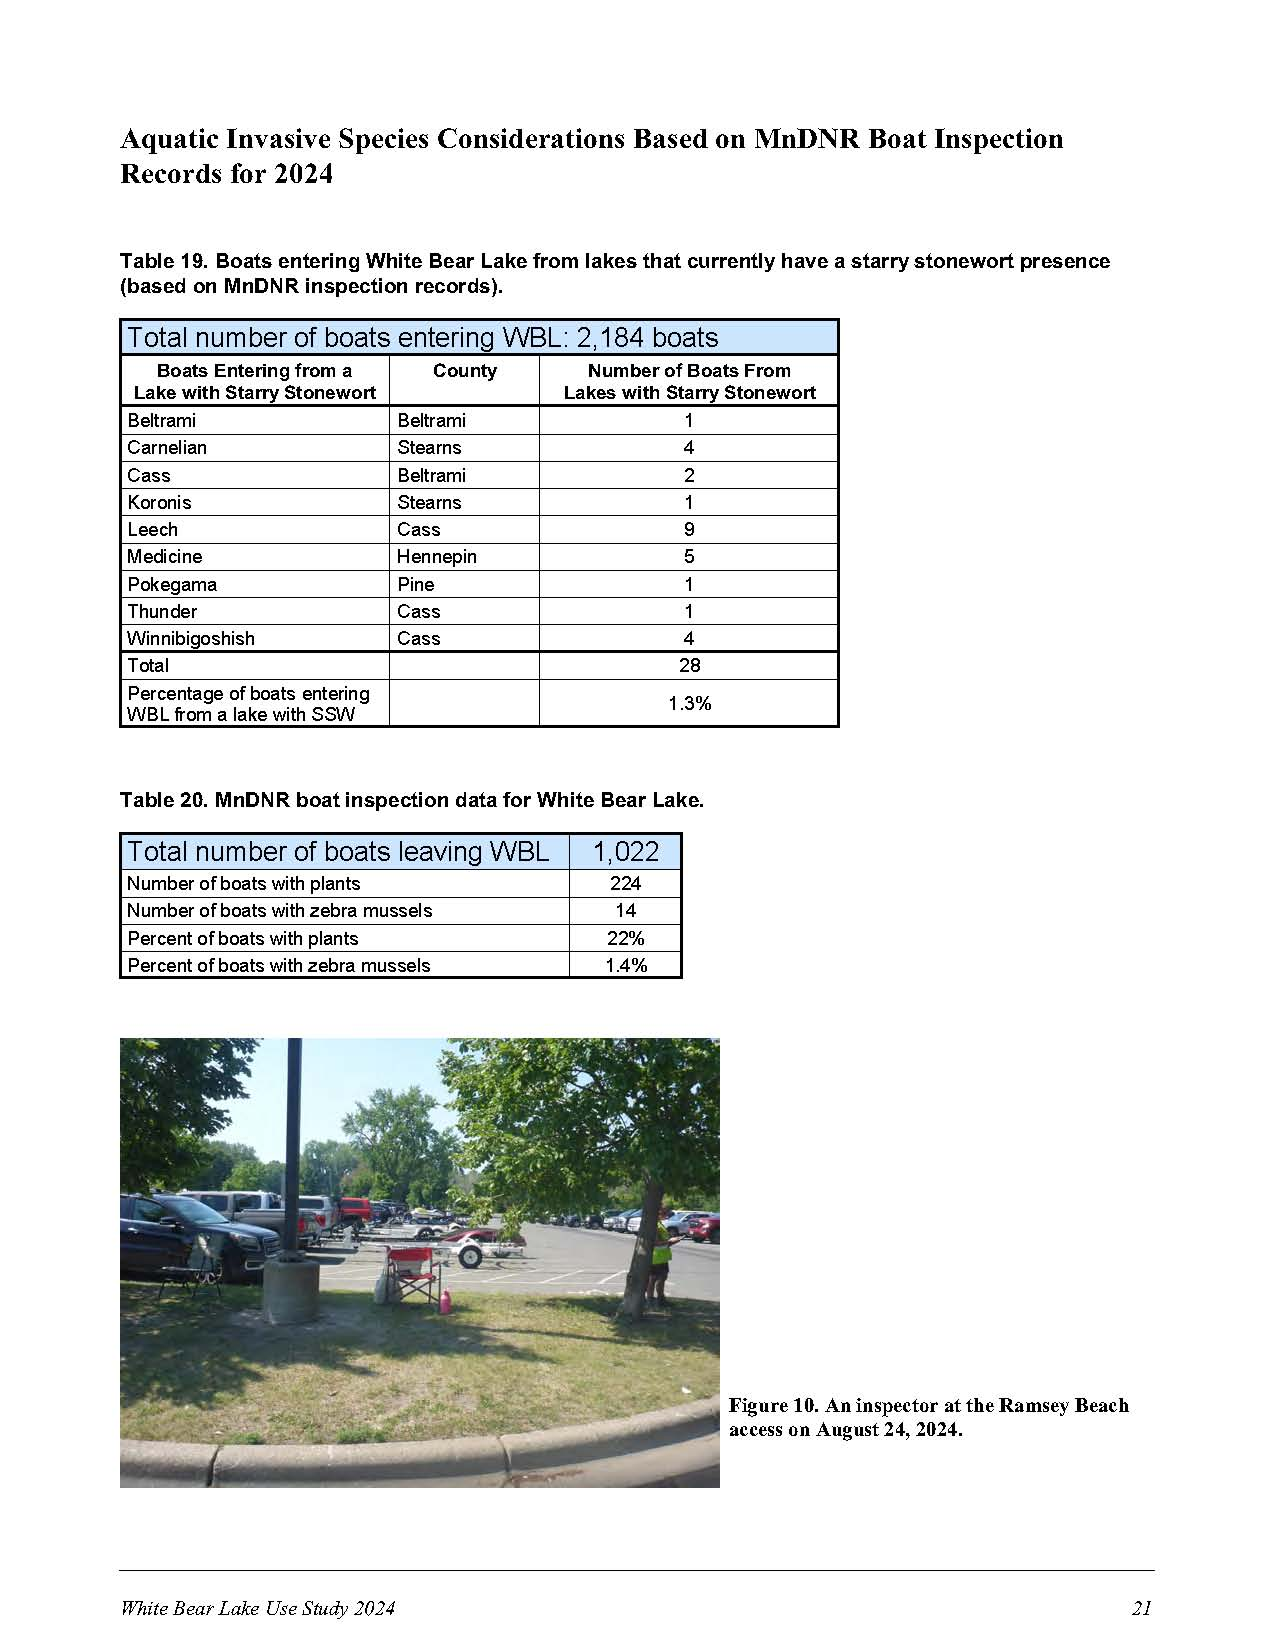 Aquatic Invasive Species Considerations Based on MnDNR Boat Inspection
Records for 2024
Table 19. Boats entering White Bear Lake from lakes that currently have a starry stonewort presence
(based on MnDNR inspection records).
Total number of boats entering WBL: 2,184 boats
Boats Entering from a County Number of Boats From
Lake with Starry Stonewort Lakes with Starry Stonewort
Beltrami Beltrami 1
Carnelian Stearns 4
Cass Beltrami 2
Koronis Stearns 1
Leech Cass 9
Medicine Hennepin 5
Pokegama Pine 1
Thunder Cass 1
Winnibigoshish Cass 4
Total 28
Percentage of boats entering
WBL from a lake with SSW 1.3%
Table 20. MnDNR boat inspection data for White Bear Lake.
Total number of boats leaving WBL 1,022
Number of boats with plants 224
Number of boats with zebra mussels 14
Percent of boats with plants 22%
Percent of boats with zebra mussels 1.4%
Figure 10. An inspector at the Ramsey Beach
access on August 24, 2024.
White Bear Lake Use Study 2024 21